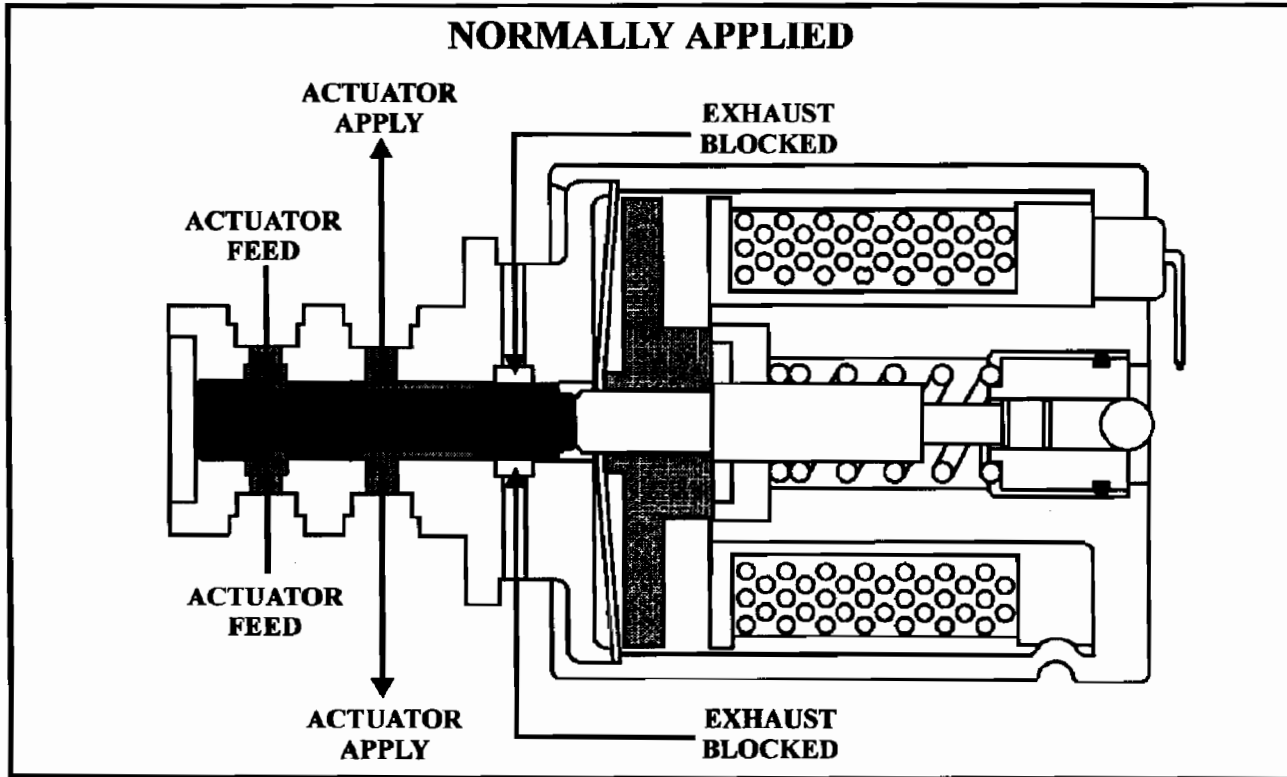 NORMALLY APPLIED
ACTUATOR
APPLY
EXHAUST
BLOCKED
ACTUATOR
FEED
ACTUATOR
FEED
ACTUATOR
APPLY
EXHAUST
BLOCKED